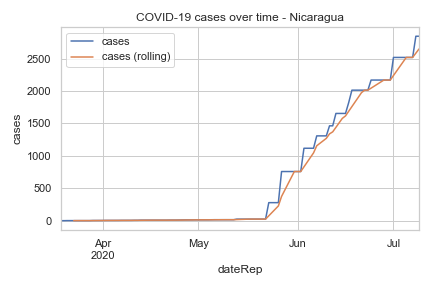 COVID-19 cases over time - Nicaragua
cases
cases (rolling)
2500
2000
1500
1000
500
0
cases
Apr
2020
May
Jun
Jul
dateRep